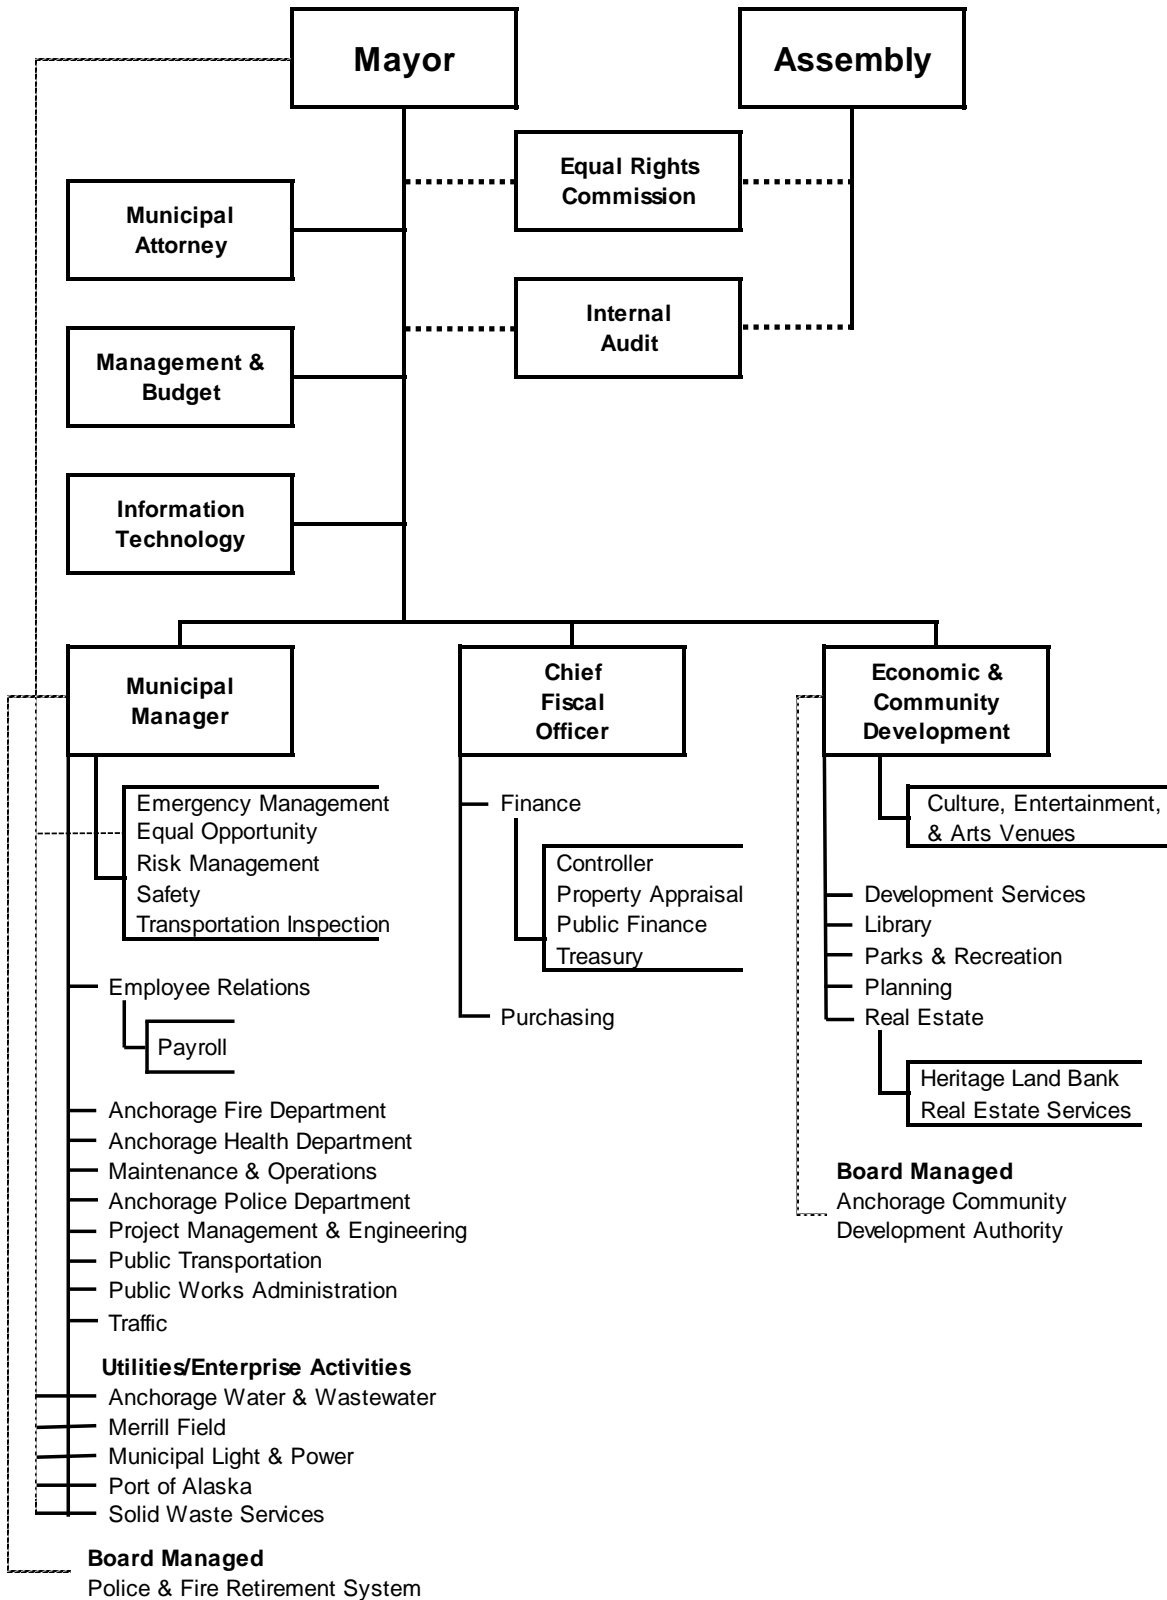 Mayor
Assembly
Equal Rights
Commission
Municipal
Attorney
Internal
Audit
Management &
Budget
Information
Technology
Municipal
Manager
Chief
Fiscal
Officer
Economic &
Community
Development
Emergency Management
Equal Opportunity
Risk Management
Safety
Transportation Inspection
Employee Relations
Payroll
Anchorage Fire Department
Anchorage Health Department
Maintenance & Operations
Anchorage Police Department
Project Management & Engineering
Public Transportation
Public Works Administration
Traffic
Utilities/Enterprise Activities
Anchorage Water & Wastewater
Merrill Field
Municipal Light & Power
Port of Alaska
Solid Waste Services
Board Managed
Police & Fire Retirement System
Finance
Controller
Property Appraisal
Public Finance
Treasury
Purchasing
Culture, Entertainment,
& Arts Venues
Development Services
Library
Parks & Recreation
Planning
Real Estate
Heritage Land Bank
Real Estate Services
Board Managed
Anchorage Community
Development Authority